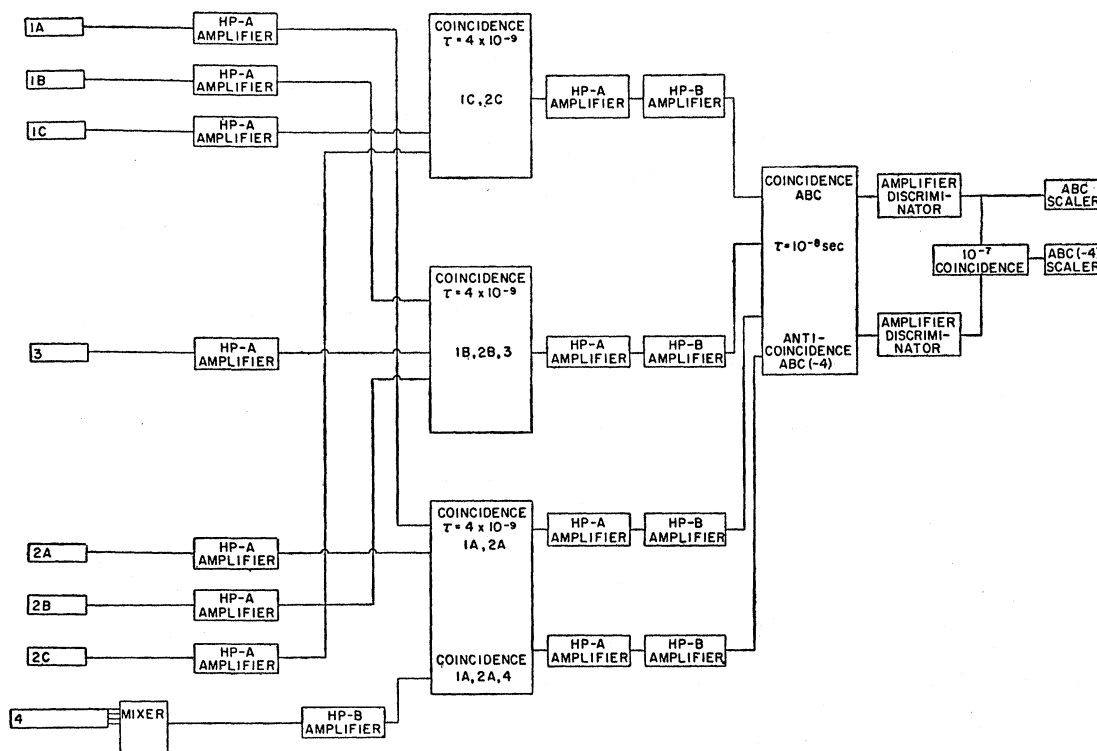 1A
HP-A
AMPLIFIER
COINCIDENCE
τ = 4 x 10⁻⁹
1C, 2C
1B
HP-A
AMPLIFIER
HP-A
AMPLIFIER
HP-B
AMPLIFIER
1C
HP-A
AMPLIFIER
COINCIDENCE
ABC
τ = 10⁻⁸ sec
ANTI-
COINCIDENCE
ABC (-4)
AMPLIFIER
DISCRIMI-
NATOR
ABC
SCALER
10⁻⁷
COINCIDENCE
ABC(-4)
SCALER
AMPLIFIER
DISCRIMI-
NATOR
COINCIDENCE
τ = 4 x 10⁻⁹
1B, 2B, 3
3
HP-A
AMPLIFIER
HP-A
AMPLIFIER
HP-B
AMPLIFIER
COINCIDENCE
τ = 4 x 10⁻⁹
1A, 2A
HP-A
AMPLIFIER
HP-B
AMPLIFIER
2A
HP-A
AMPLIFIER
2B
HP-A
AMPLIFIER
2C
HP-A
AMPLIFIER
COINCIDENCE
1A, 2A, 4
HP-A
AMPLIFIER
HP-B
AMPLIFIER
4
MIXER
HP-B
AMPLIFIER